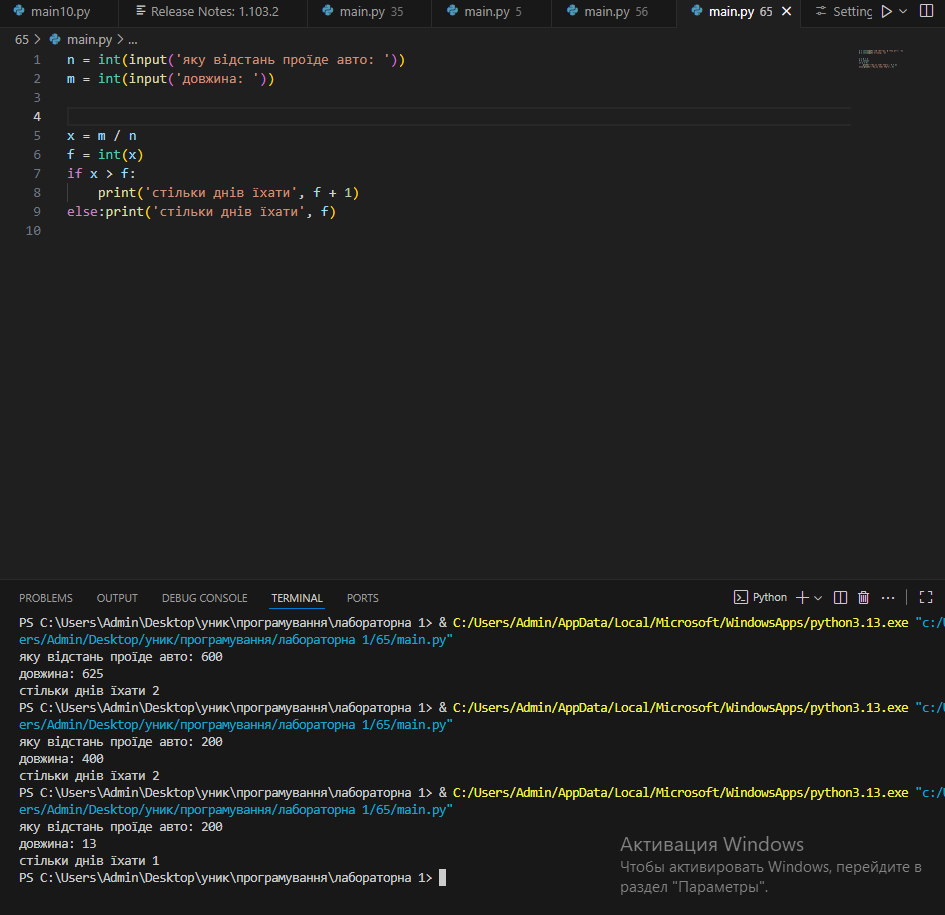 main10.py Release Notes: 1.103.2 main.py 35 main.py 5 main.py 56 main.py 65 Setting
65 > main.py > ...
1 n = int(input('яку відстань проїде авто: '))
2 m = int(input('довжина: '))
3
4
5 x = m / n
6 f = int(x)
7 if x > f:
8 print('стільки днів їхати', f + 1)
9 else:print('стільки днів їхати', f)
10
PROBLEMS OUTPUT DEBUG CONSOLE TERMINAL PORTS Python
PS C:\Users\Admin\Desktop\уник\програмування\лабораторна 1> & C:/Users/Admin/AppData/Local/Microsoft/WindowsApps/python3.13.exe "c:/U
ers/Admin/Desktop/уник/програмування/лабораторна 1/65/main.py"
яку відстань проїде авто: 600
довжина: 625
стільки днів їхати 2
PS C:\Users\Admin\Desktop\уник\програмування\лабораторна 1> & C:/Users/Admin/AppData/Local/Microsoft/WindowsApps/python3.13.exe "c:/U
ers/Admin/Desktop/уник/програмування/лабораторна 1/65/main.py"
яку відстань проїде авто: 200
довжина: 400
стільки днів їхати 2
PS C:\Users\Admin\Desktop\уник\програмування\лабораторна 1> & C:/Users/Admin/AppData/Local/Microsoft/WindowsApps/python3.13.exe "c:/U
ers/Admin/Desktop/уник/програмування/лабораторна 1/65/main.py"
яку відстань проїде авто: 200
довжина: 13
стільки днів їхати 1
PS C:\Users\Admin\Desktop\уник\програмування\лабораторна 1>
Активация Windows
Чтобы активировать Windows, перейдите в
раздел "Параметры".